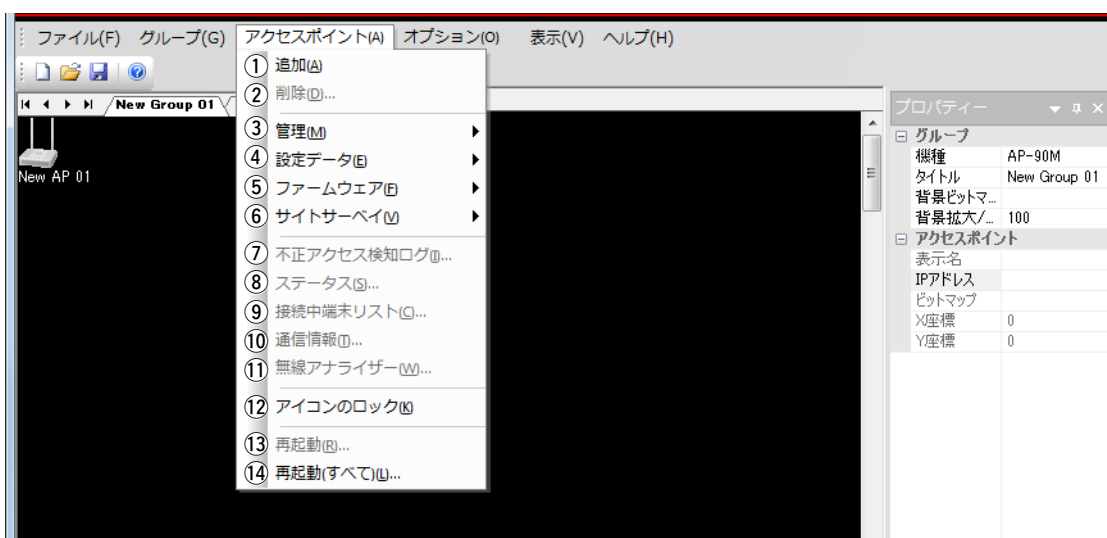 ファイル(F) グループ(G) アクセスポイント(A) オプション(O) 表示(V) ヘルプ(H)
① 追加(A)
② 削除(D)...
③ 管理(M)
④ 設定データ(E)
⑤ ファームウェア(F)
⑥ サイトサーベイ(V)
⑦ 不正アクセス検知ログ(I)...
⑧ ステータス(S)...
⑨ 接続中端末リスト(C)...
⑩ 通信情報(T)...
⑪ 無線アナライザー(W)...
⑫ アイコンのロック(K)
⑬ 再起動(R)...
⑭ 再起動(すべて)(L)...
New Group 01
New AP 01
プロパティー
グループ
機種 AP-90M
タイトル New Group 01
背景ビットマ...
背景拡大/... 100
アクセスポイント
表示名
IPアドレス
ビットマップ
X座標 0
Y座標 0